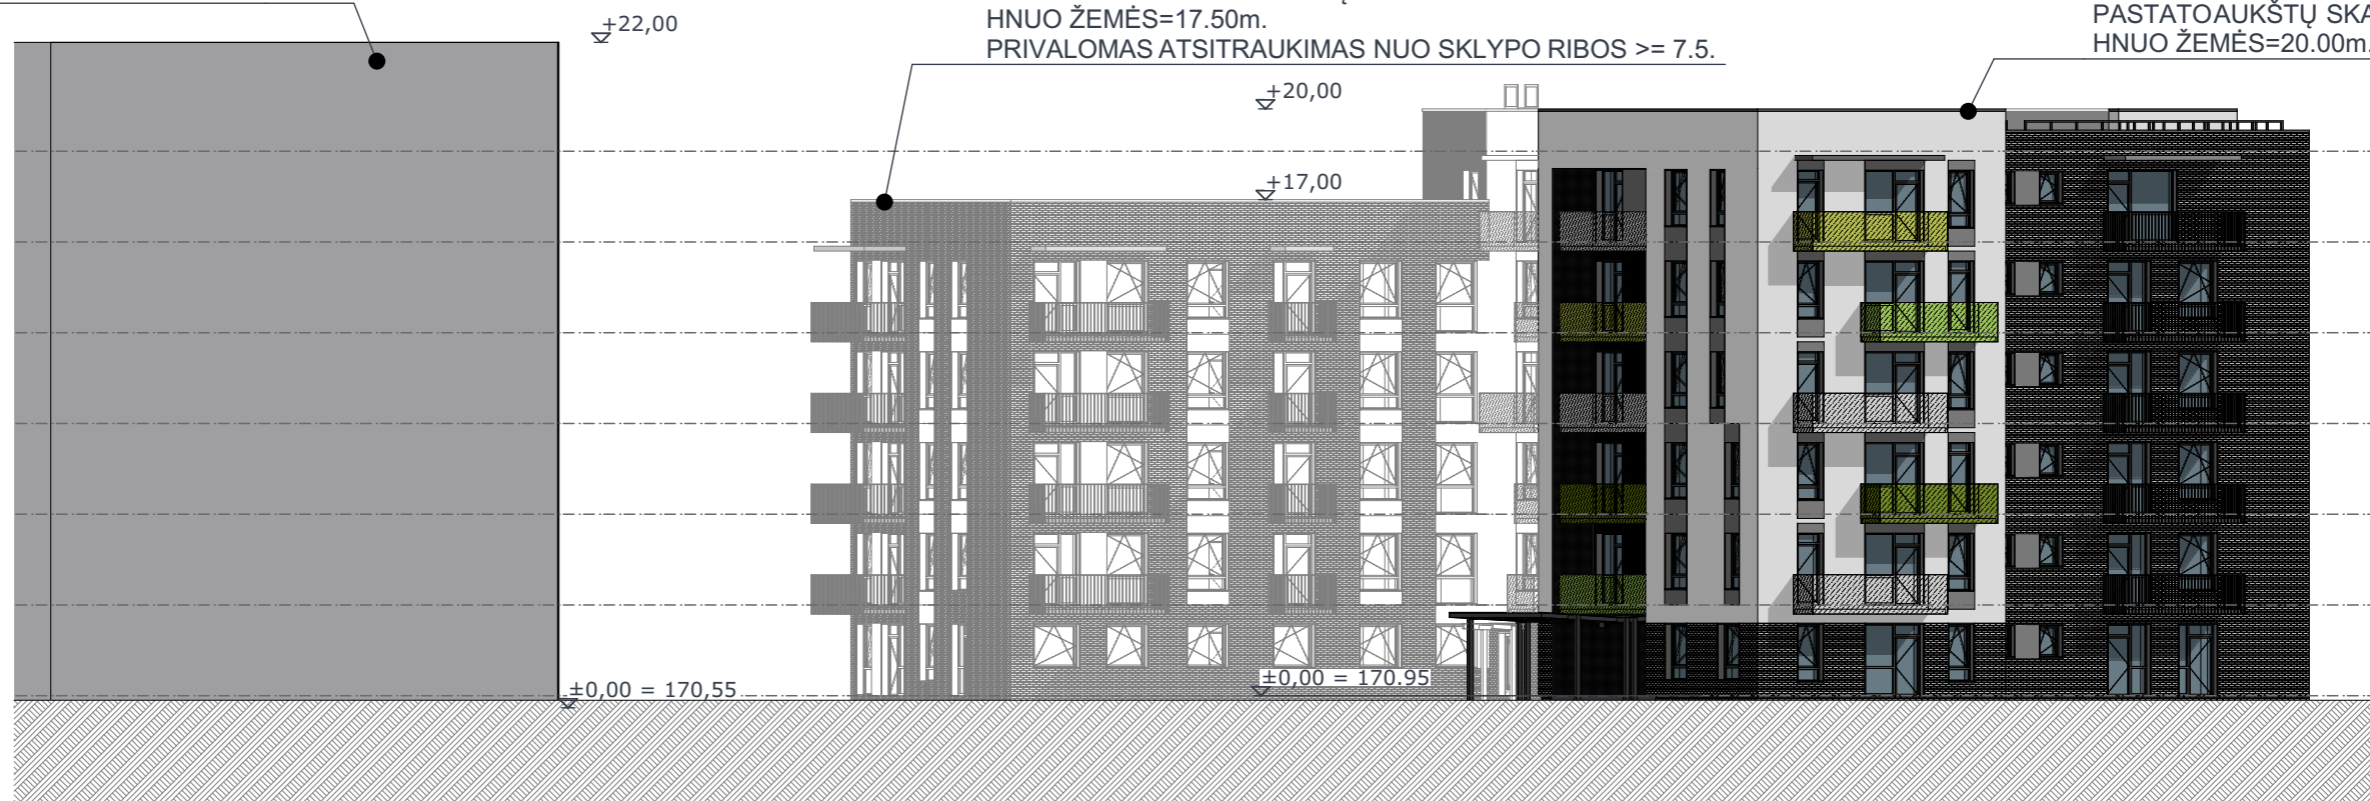 +22,00
HNUO ŽEMĖS=17.50m.
PRIVALOMAS ATSITRAUKIMAS NUO SKLYPO RIBOS >= 7.5.
PASTATOAUKŠTŲ SKA
HNUO ŽEMĖS=20.00m.
+20,00
+17,00
±0,00 = 170,55
±0,00 = 170.95